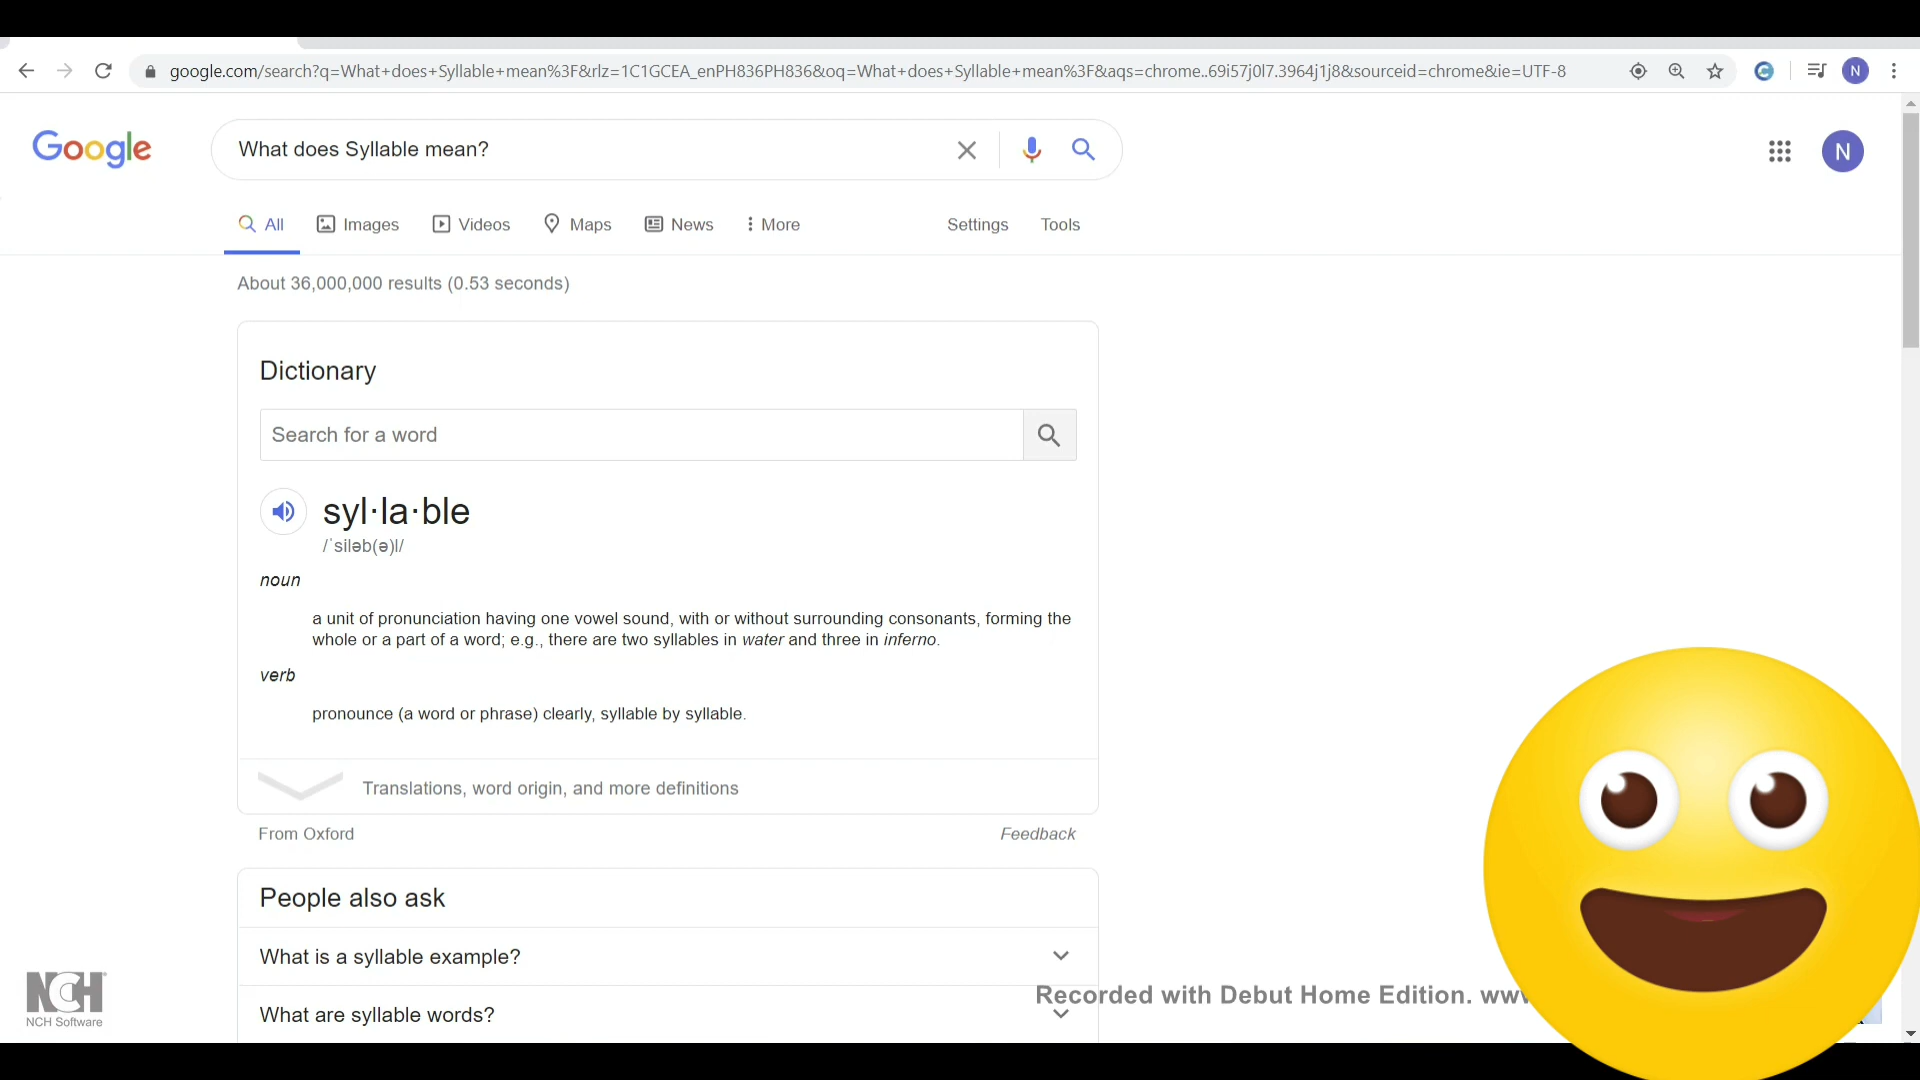 google.com/search?q=What+does+Syllable+mean%3F&rlz=1C1GCEA_enPH836PH836&oq=What+does+Syllable+mean%3F&aqs=chrome..69i57j0l7.3964j1j8&sourceid=chrome&ie=UTF-8
N
Google
What does Syllable mean?
N
All Images Videos Maps News More Settings Tools
About 36,000,000 results (0.53 seconds)
Dictionary
Search for a word
syl·la·ble
/ˈsiləb(ə)l/
noun
a unit of pronunciation having one vowel sound, with or without surrounding consonants, forming the
whole or a part of a word; e.g., there are two syllables in water and three in inferno.
verb
pronounce (a word or phrase) clearly, syllable by syllable.
Translations, word origin, and more definitions
From Oxford Feedback
People also ask
What is a syllable example?
Recorded with Debut Home Edition.
What are syllable words?
NCH
NCH Software